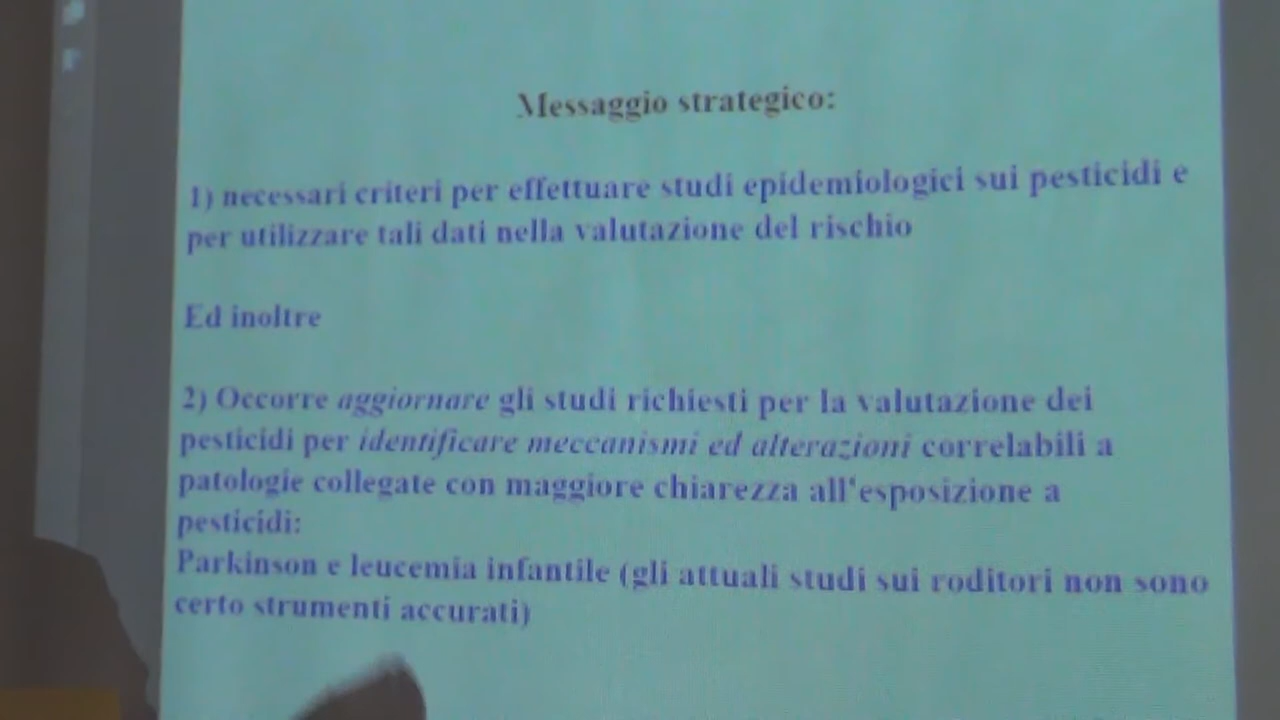 Messaggio strategico:
1) necessari criteri per effettuare studi epidemiologici sui pesticidi e
per utilizzare tali dati nella valutazione del rischio
Ed inoltre
2) Occorre aggiornare gli studi richiesti per la valutazione dei
pesticidi per identificare meccanismi ed alterazioni correlabili a
patologie collegate con maggiore chiarezza all'esposizione a
pesticidi:
Parkinson e leucemia infantile (gli attuali studi sui roditori non sono
certo strumenti accurati)